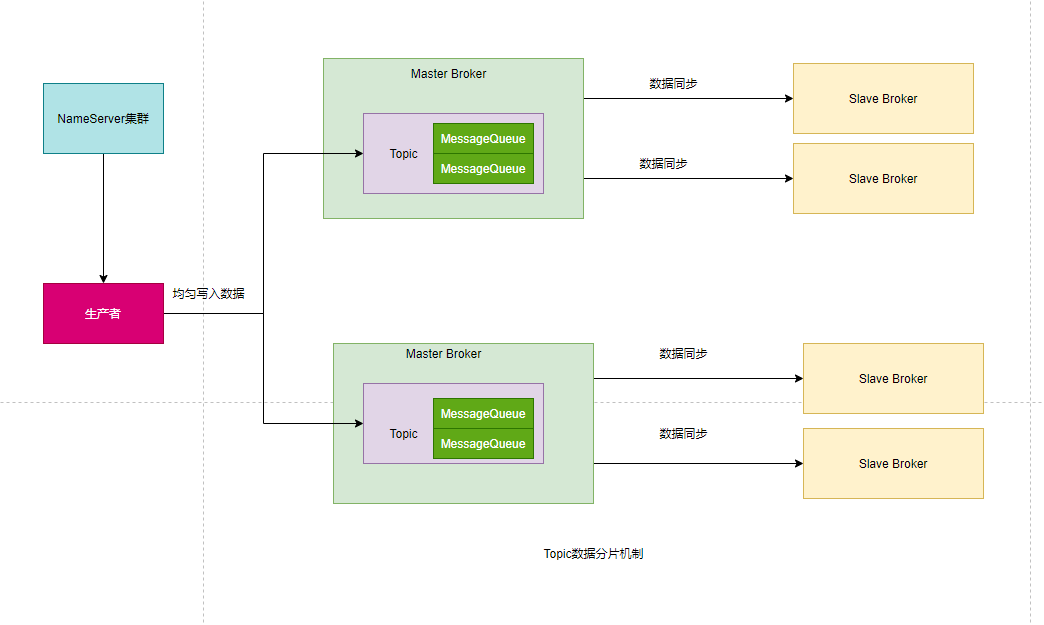 NameServer集群
生产者
均匀写入数据
Master Broker
Topic
MessageQueue
MessageQueue
数据同步
Slave Broker
数据同步
Slave Broker
Master Broker
Topic
MessageQueue
MessageQueue
数据同步
Slave Broker
数据同步
Slave Broker
Topic数据分片机制